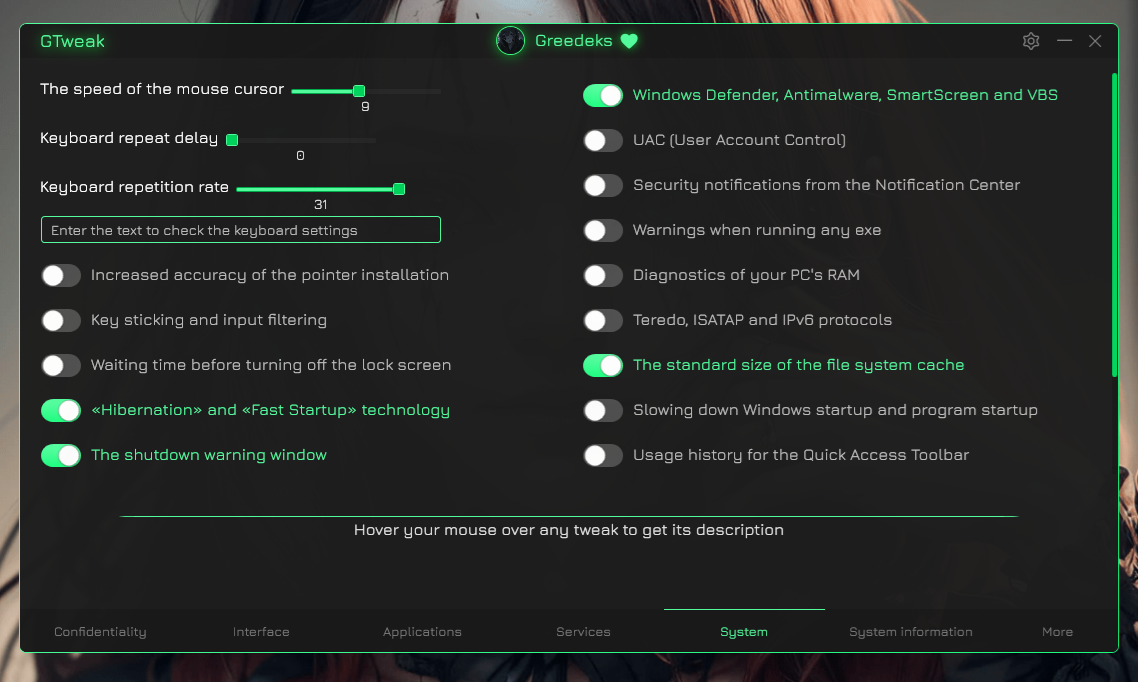 GTweak
Greedeks
The speed of the mouse cursor
9
Keyboard repeat delay
0
Keyboard repetition rate
31
Enter the text to check the keyboard settings
Increased accuracy of the pointer installation
Key sticking and input filtering
Waiting time before turning off the lock screen
«Hibernation» and «Fast Startup» technology
The shutdown warning window
Windows Defender, Antimalware, SmartScreen and VBS
UAC (User Account Control)
Security notifications from the Notification Center
Warnings when running any exe
Diagnostics of your PC's RAM
Teredo, ISATAP and IPv6 protocols
The standard size of the file system cache
Slowing down Windows startup and program startup
Usage history for the Quick Access Toolbar
Hover your mouse over any tweak to get its description
Confidentiality
Interface
Applications
Services
System
System information
More